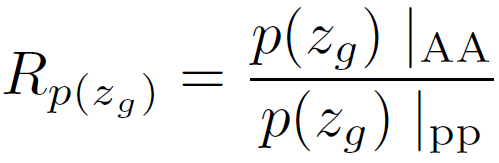 R_{p(z_g)} = \frac{p(z_g) |_{AA}}{p(z_g) |_{pp}}